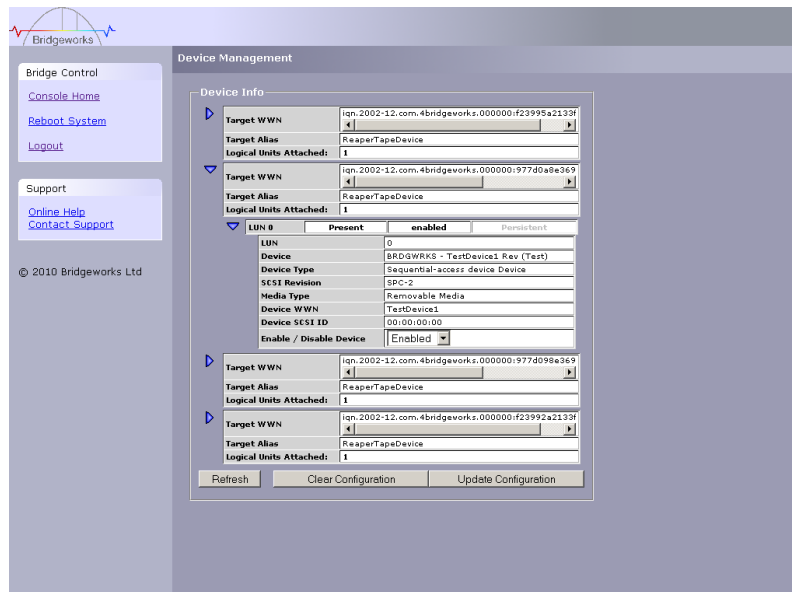 Bridgeworks
Bridge Control
Console Home
Reboot System
Logout
Support
Online Help
Contact Support
© 2010 Bridgeworks Ltd
Device Management
Device Info
Target WWN iqn.2002-12.com.4bridgeworks.000000:f23995a2133f
Target Alias ReaperTapeDevice
Logical Units Attached: 1
Target WWN iqn.2002-12.com.4bridgeworks.000000:977d0a8e369
Target Alias ReaperTapeDevice
Logical Units Attached: 1
LUN 0 Present enabled Persistent
LUN 0
Device BRDGWRKS - TestDevice1 Rev (Test)
Device Type Sequential-access device Device
SCSI Revision SPC-2
Media Type Removable Media
Device WWN TestDevice1
Device SCSI ID 00:00:00:00
Enable / Disable Device Enabled
Target WWN iqn.2002-12.com.4bridgeworks.000000:977d098e369
Target Alias ReaperTapeDevice
Logical Units Attached: 1
Target WWN iqn.2002-12.com.4bridgeworks.000000:f23992a2133f
Target Alias ReaperTapeDevice
Logical Units Attached: 1
Refresh Clear Configuration Update Configuration